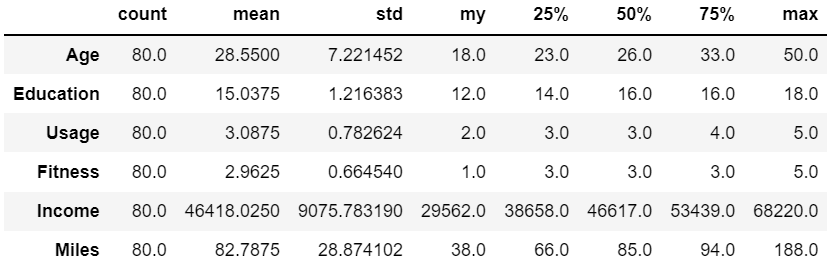 count mean std my 25% 50% 75% max
Age 80.0 28.5500 7.221452 18.0 23.0 26.0 33.0 50.0
Education 80.0 15.0375 1.216383 12.0 14.0 16.0 16.0 18.0
Usage 80.0 3.0875 0.782624 2.0 3.0 3.0 4.0 5.0
Fitness 80.0 2.9625 0.664540 1.0 3.0 3.0 3.0 5.0
Income 80.0 46418.0250 9075.783190 29562.0 38658.0 46617.0 53439.0 68220.0
Miles 80.0 82.7875 28.874102 38.0 66.0 85.0 94.0 188.0